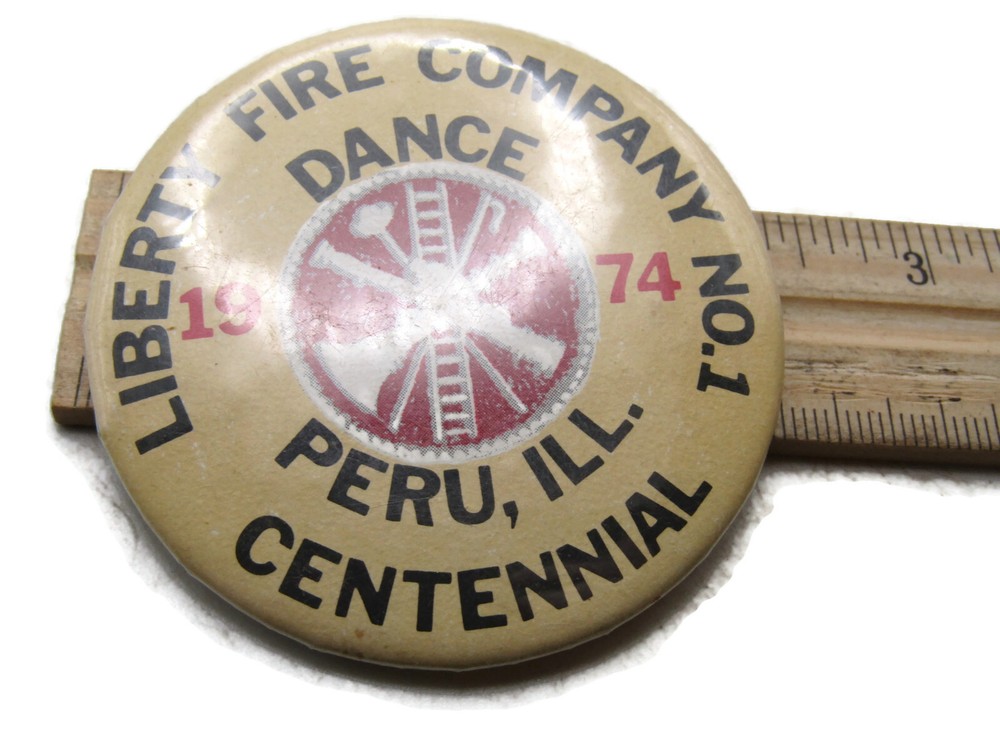 LIBERTY FIRE COMPANY NO.1
DANCE
19 74
PERU, ILL.
CENTENNIAL
3